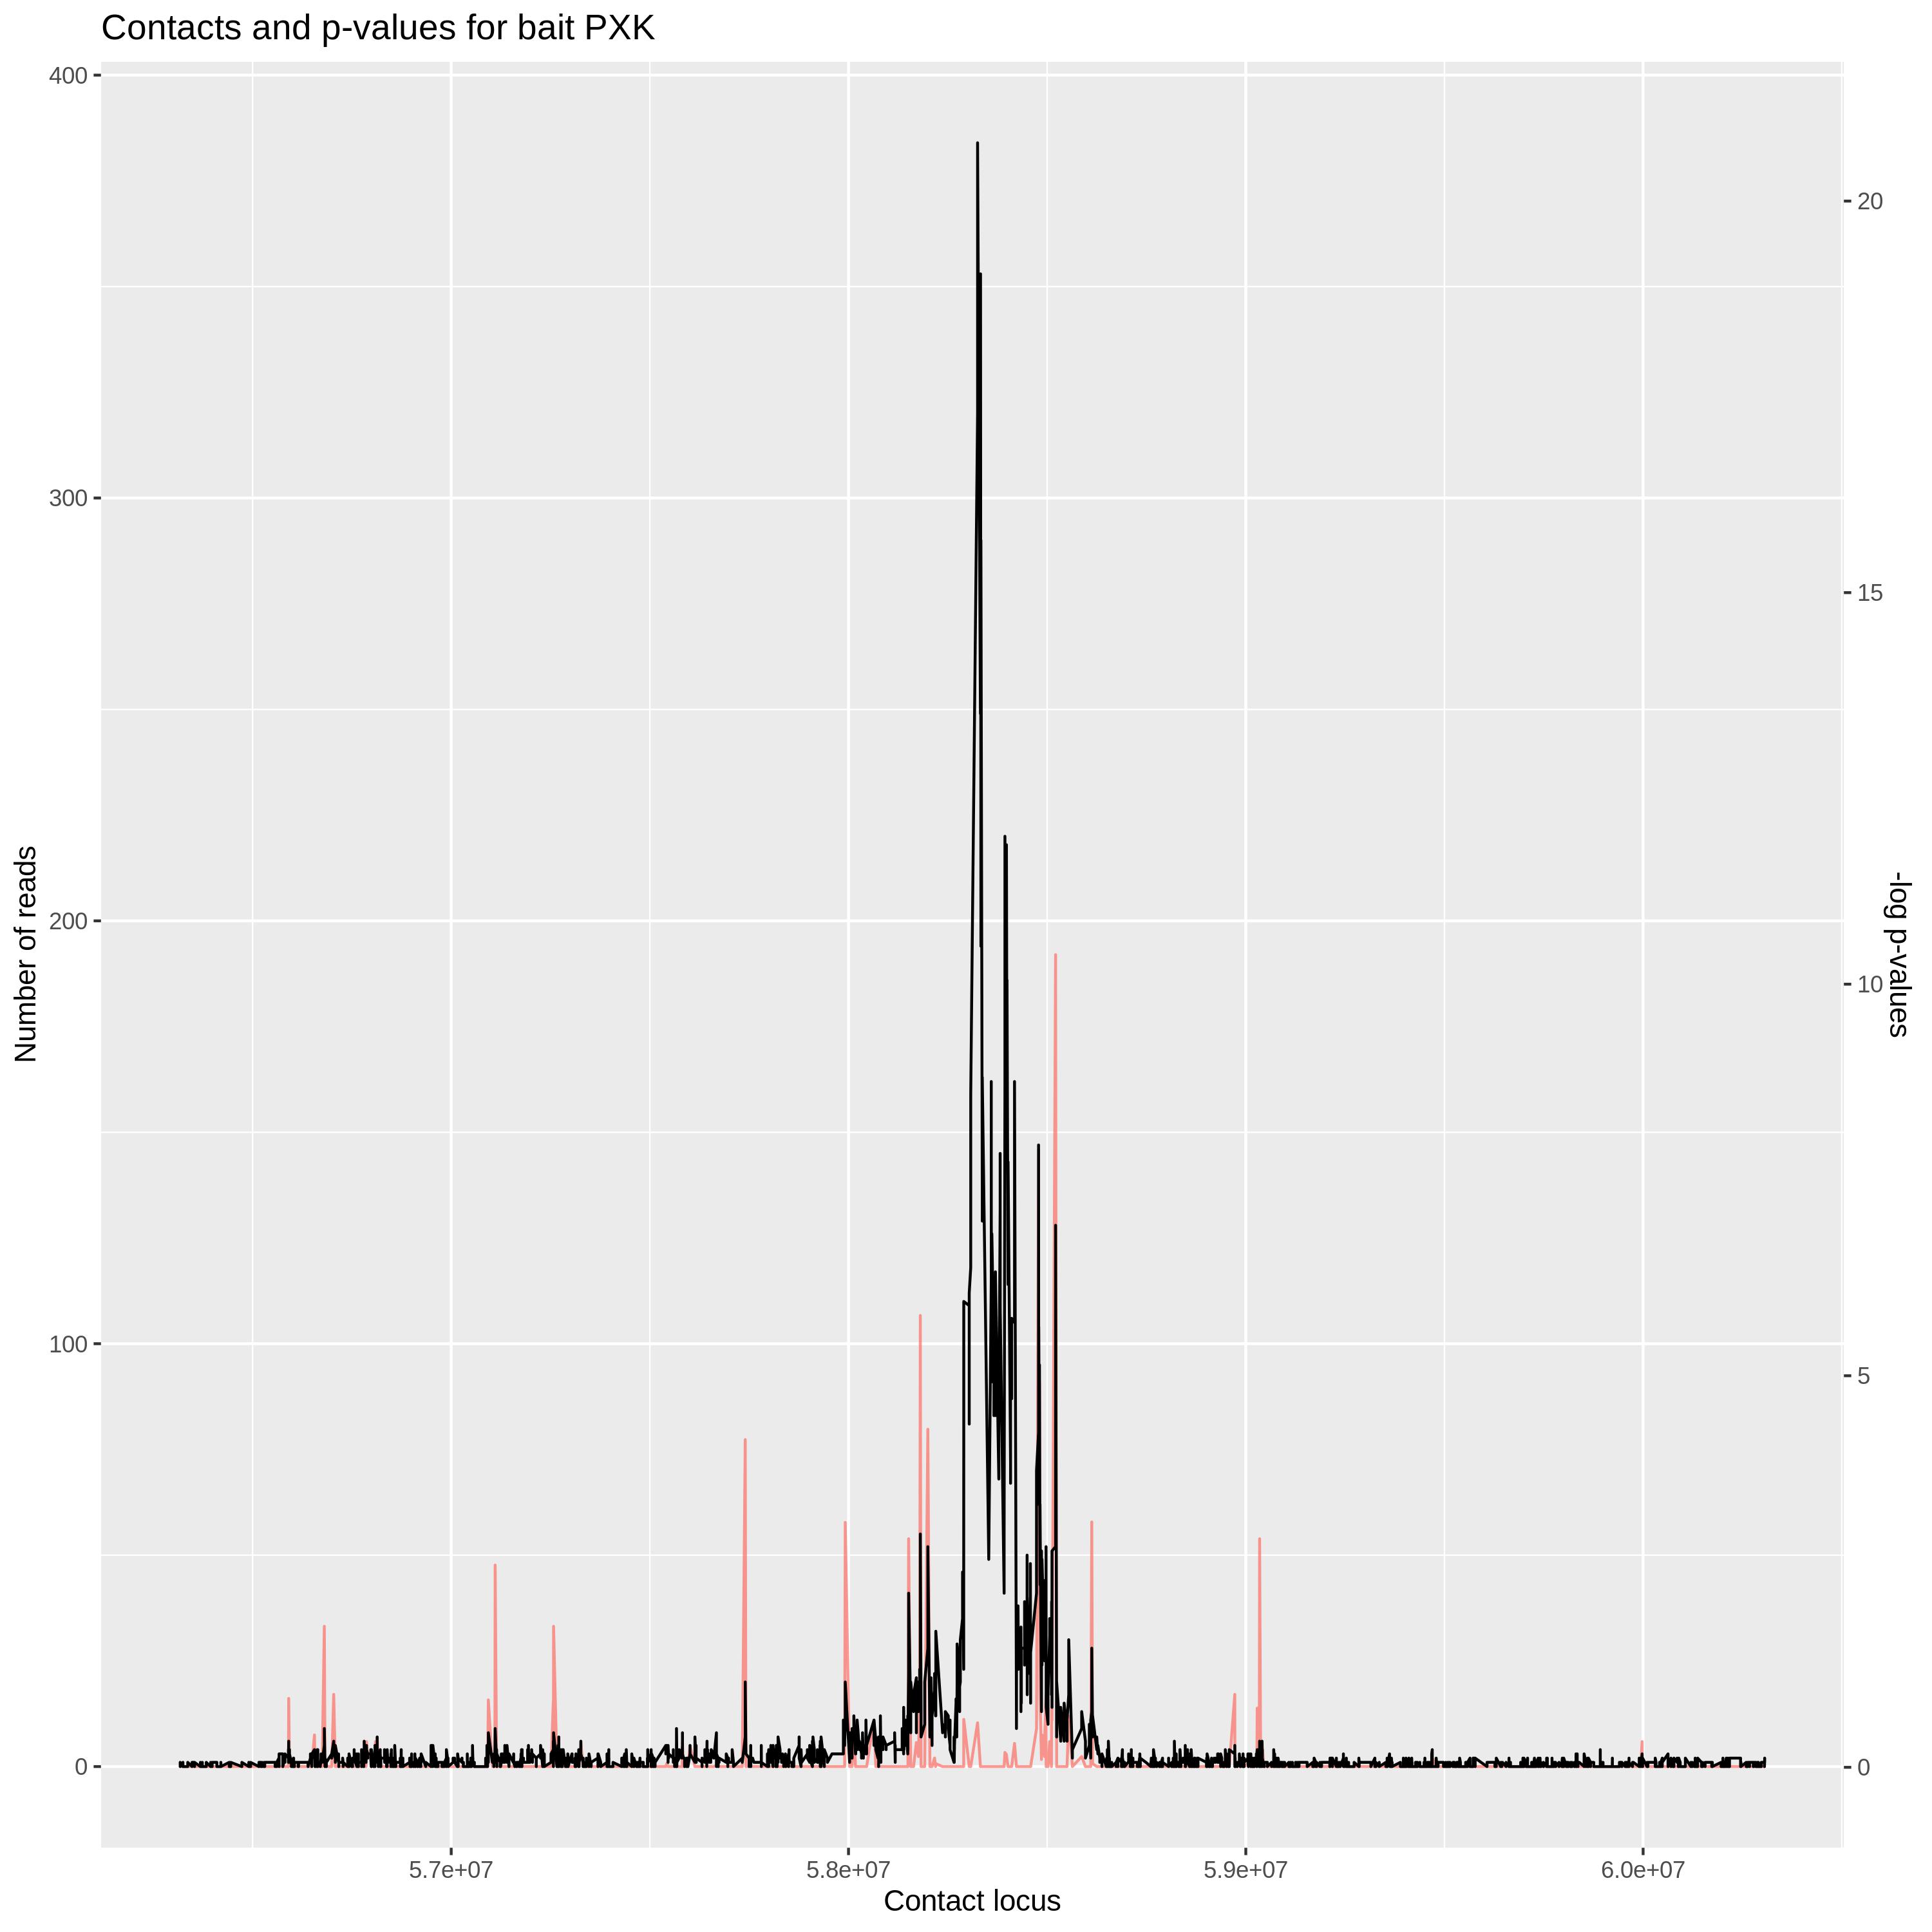 Contacts and p-values for bait PXK
400
300
200
100
0
Number of reads
20
15
10
5
0
-log p-values
5.7e+07
5.8e+07
5.9e+07
6.0e+07
Contact locus